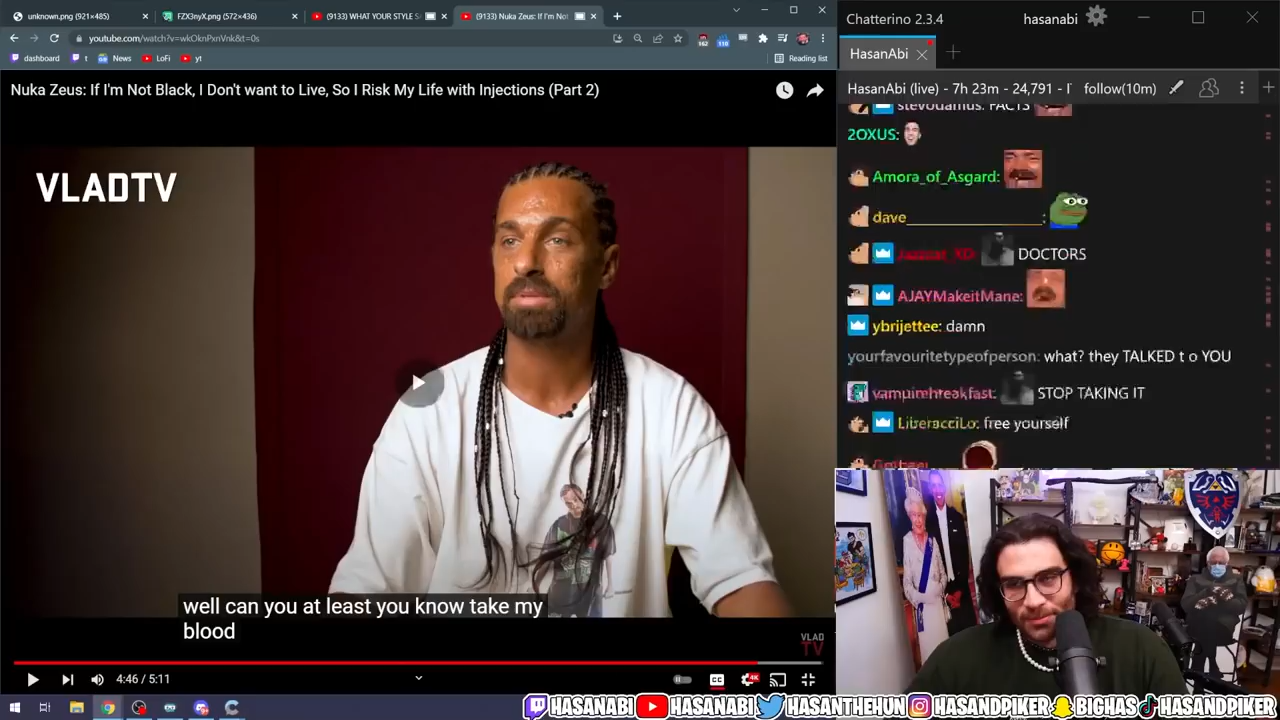 unknown.png (921×485)
FZX3nyX.png (572×436)
(9133) WHAT YOUR STYLE S
(9133) Nuka Zeus: If I'm Not
youtube.com/watch?v=wkOknPxnVnk&t=0s
dashboard
t
News
LoFi
yt
Reading list
Nuka Zeus: If I'm Not Black, I Don't want to Live, So I Risk My Life with Injections (Part 2)
VLADTV
well can you at least you know take my
blood
VLAD
TV
4:46 / 5:11
CC
4K
Chatterino 2.3.4
hasanabi
HasanAbi
HasanAbi (live) - 7h 23m - 24,791 - I
follow(10m)
stevodamus: FACTS
2OXUS:
Amora_of_Asgard:
dave____________________:
DOCTORS
AJAYMakeitMane:
ybrijettee: damn
yourfavouritetypeofperson: what? they TALKED t o YOU
STOP TAKING IT
free yourself
HASANABI HASANABI HASANTHEHUN HASANDPIKER BIGHAS HASANDPIKER